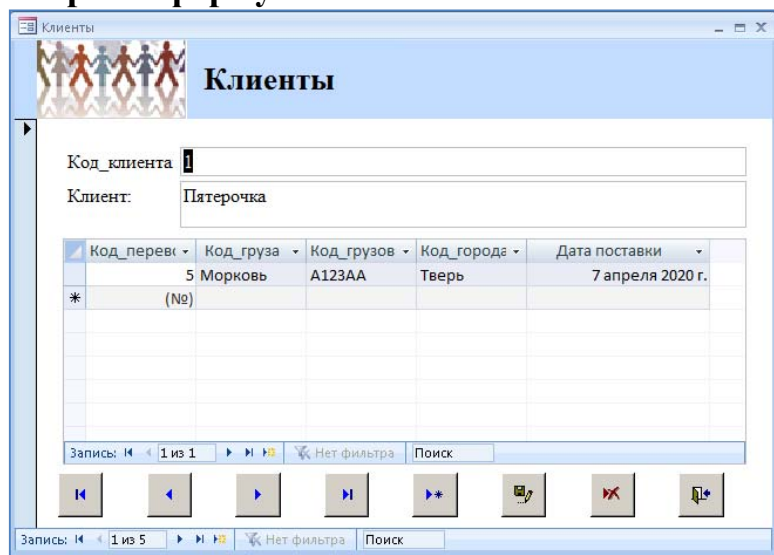 Клиенты
Клиенты
Код_клиента 1
Клиент: Пятерочка
Код_перево Код_груза Код_грузов Код_города Дата поставки
5 Морковь А123АА Тверь 7 апреля 2020 г.
(№)
Запись: 1 из 1 Нет фильтра Поиск
Запись: 1 из 5 Нет фильтра Поиск